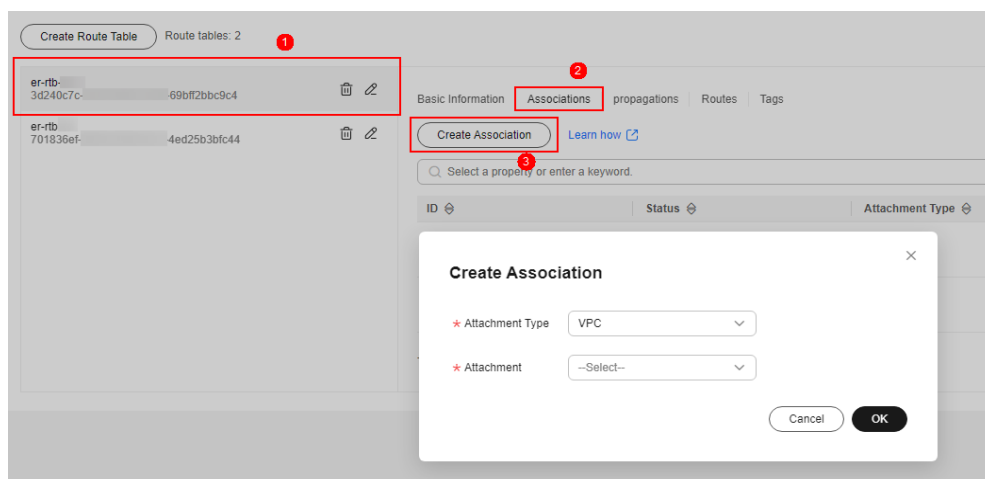 Create Route Table Route tables: 2
1
er-rtb-
3d240c7c- -69bff2bbc9c4
er-rtb
701836ef- -4ed25b3bfc44
2
Basic Information Associations propagations Routes Tags
Create Association Learn how
3
Select a property or enter a keyword.
ID Status Attachment Type
Create Association
* Attachment Type VPC
* Attachment --Select--
Cancel OK